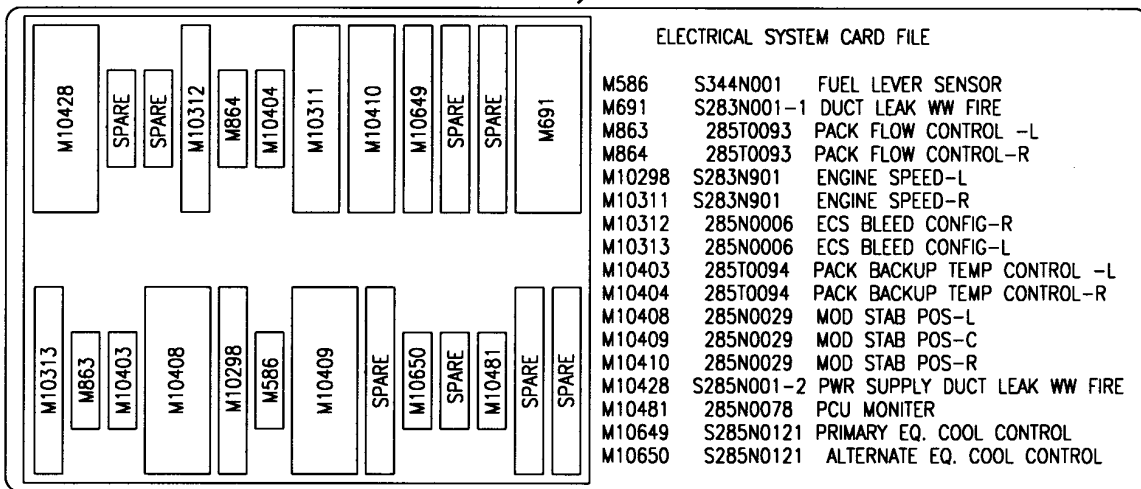 ELECTRICAL SYSTEM CARD FILE
M10428
SPARE
SPARE
M10312
M864
M10404
M10311
M10410
M10649
SPARE
SPARE
M691
M10313
M863
M10403
M10408
M10298
M586
M10409
SPARE
M10650
SPARE
M10481
SPARE
SPARE
M586 S344N001 FUEL LEVER SENSOR
M691 S283N001-1 DUCT LEAK WW FIRE
M863 285T0093 PACK FLOW CONTROL -L
M864 285T0093 PACK FLOW CONTROL-R
M10298 S283N901 ENGINE SPEED-L
M10311 S283N901 ENGINE SPEED-R
M10312 285N0006 ECS BLEED CONFIG-R
M10313 285N0006 ECS BLEED CONFIG-L
M10403 285T0094 PACK BACKUP TEMP CONTROL -L
M10404 285T0094 PACK BACKUP TEMP CONTROL-R
M10408 285N0029 MOD STAB POS-L
M10409 285N0029 MOD STAB POS-C
M10410 285N0029 MOD STAB POS-R
M10428 S285N001-2 PWR SUPPLY DUCT LEAK WW FIRE
M10481 285N0078 PCU MONITER
M10649 S285N0121 PRIMARY EQ. COOL CONTROL
M10650 S285N0121 ALTERNATE EQ. COOL CONTROL